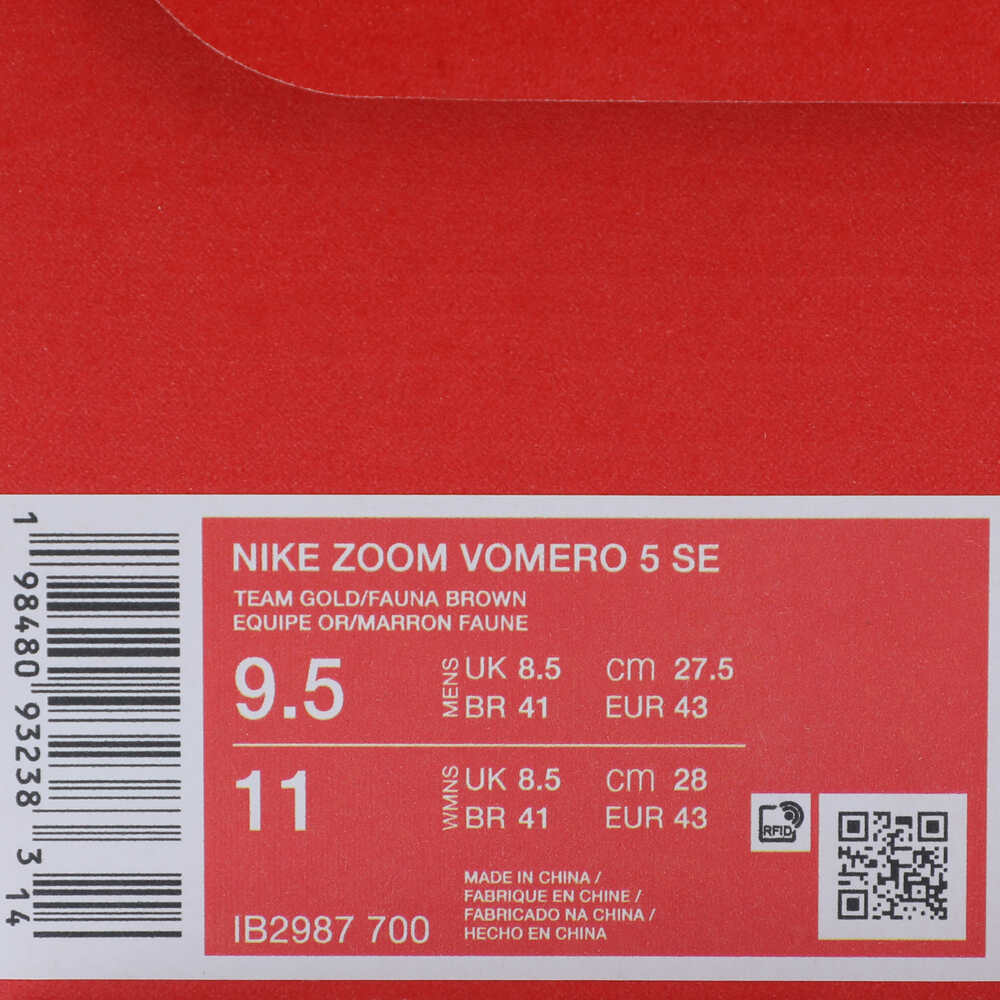 NIKE ZOOM VOMERO 5 SE
TEAM GOLD/FAUNA BROWN
EQUIPE OR/MARRON FAUNE
9.5 MENS UK 8.5 cm 27.5
BR 41 EUR 43
11 WMNS UK 8.5 cm 28
BR 41 EUR 43
RFID
MADE IN CHINA /
FABRIQUE EN CHINE /
FABRICADO NA CHINA /
HECHO EN CHINA
IB2987 700
1 98480 93238 3 14